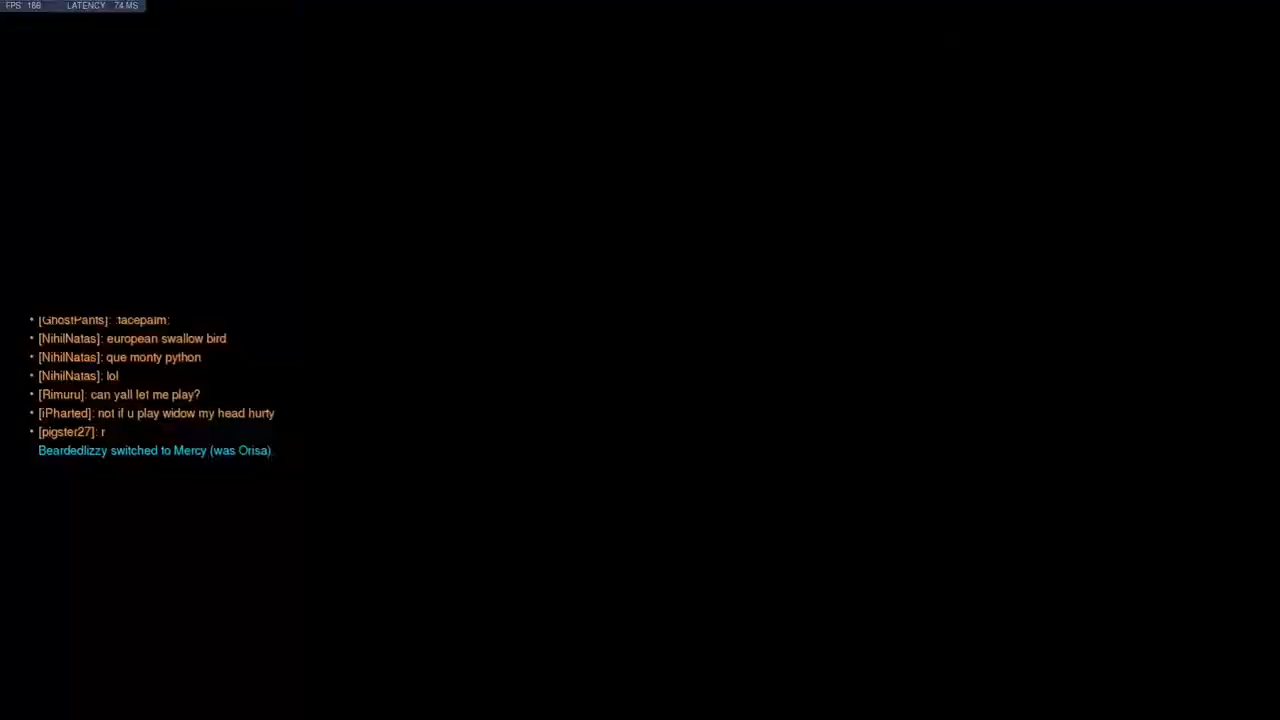 FPS 166 LATENCY 74 MS
• [GhostPants]: :facepalm:
• [NihilNatas]: european swallow bird
• [NihilNatas]: que monty python
• [NihilNatas]: lol
• [Rimuru]: can yall let me play?
• [iPharted]: not if u play widow my head hurty
• [pigster27]: r
Beardedlizzy switched to Mercy (was Orisa).